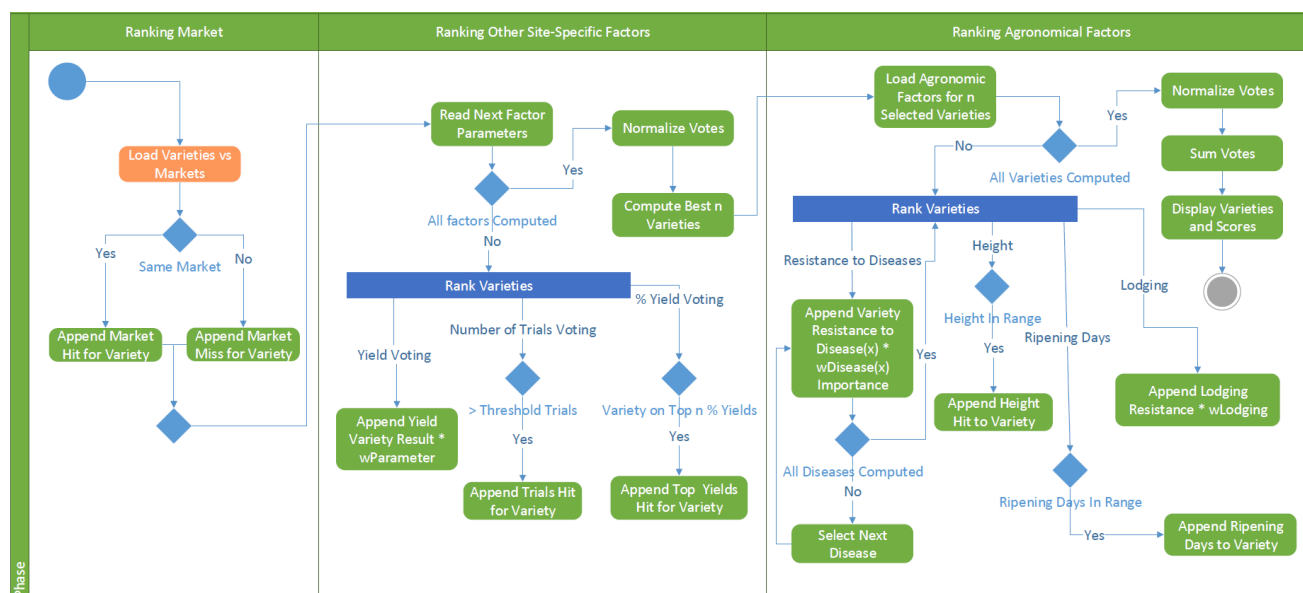 Ranking Market
Ranking Other Site-Specific Factors
Ranking Agronomical Factors
Phase
Load Varieties vs
Markets
Same Market
Yes
No
Append Market
Hit for Variety
Append Market
Miss for Variety
Read Next Factor
Parameters
All factors Computed
Yes
No
Normalize Votes
Compute Best n
Varieties
Rank Varieties
Yield Voting
Number of Trials Voting
% Yield Voting
Append Yield
Variety Result *
wParameter
> Threshold Trials
Yes
Append Trials Hit
for Variety
Variety on Top n % Yields
Yes
Append Top Yields
Hit for Variety
Load Agronomic
Factors for n
Selected Varieties
All Varieties Computed
Yes
No
Normalize Votes
Sum Votes
Display Varieties
and Scores
Rank Varieties
Resistance to Diseases
Height
Ripening Days
Lodging
Append Variety
Resistance to
Disease(x) *
wDisease(x)
Importance
All Diseases Computed
Yes
No
Select Next
Disease
Height In Range
Yes
Append Height
Hit to Variety
Ripening Days In Range
Yes
Append Ripening
Days to Variety
Append Lodging
Resistance * wLodging